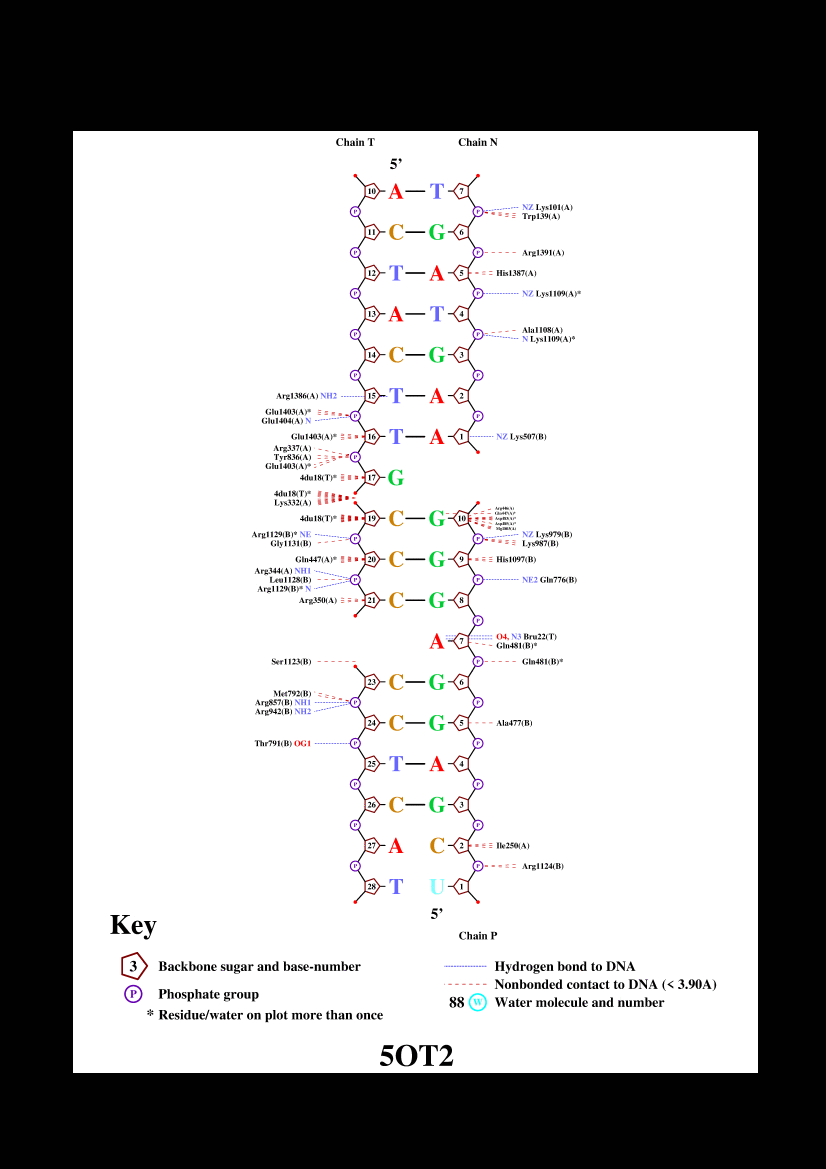 Chain T Chain N
5’
10 A T 7
P P NZ Lys101(A)
Trp139(A)
11 C G 6
P P Arg1391(A)
12 T A 5 His1387(A)
P P NZ Lys1109(A)*
13 A T 4
P P Ala1108(A)
N Lys1109(A)*
14 C G 3
P P
Arg1386(A) NH2 15 T A 2
Glu1403(A)* P P
Glu1404(A) N
Glu1403(A)* 16 T A 1 NZ Lys507(B)
Arg337(A)
Tyr836(A) P
Glu1403(A)*
4du18(T)* 17 G
4du18(T)*
Lys332(A)
4du18(T)* 19 C G 10
Arg1129(B)* NE P P NZ Lys979(B)
Gly1131(B) Lys987(B)
Gln447(A)* 20 C G 9 His1097(B)
Arg344(A) NH1
Leu1128(B) P P NE2 Gln776(B)
Arg1129(B)* N
Arg350(A) 21 C G 8
P
A 7 O4, N3 Bru22(T)
Gln481(B)*
Ser1123(B) P Gln481(B)*
23 C G 6
Met792(B)
Arg857(B) NH1 P P
Arg942(B) NH2
24 C G 5 Ala477(B)
Thr791(B) OG1 P P
25 T A 4
P P
26 C G 3
P P
27 A C 2 Ile250(A)
P P Arg1124(B)
28 T U 1
5’
Chain P
Key
3 Backbone sugar and base-number
P Phosphate group
* Residue/water on plot more than once
Hydrogen bond to DNA
Nonbonded contact to DNA (< 3.90A)
88 W Water molecule and number
5OT2